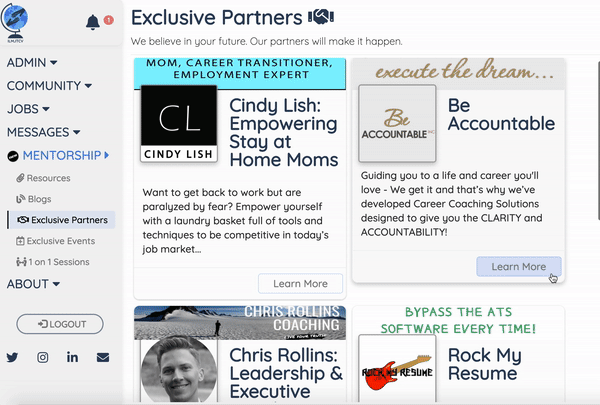 1
Exclusive Partners
We believe in your future. Our partners will make it happen.
ADMIN
COMMUNITY
JOBS
MESSAGES
MENTORSHIP
Resources
Blogs
Exclusive Partners
Exclusive Events
1 on 1 Sessions
ABOUT
LOGOUT
MOM, CAREER TRANSITIONER,
EMPLOYMENT EXPERT
CL
CINDY LISH
Cindy Lish:
Empowering
Stay at
Home Moms
Want to get back to work but are
paralyzed by fear? Empower yourself
with a laundry basket full of tools and
techniques to be competitive in today's
job market...
Learn More
execute the dream...
Be
ACCOUNTABLE
Be
Accountable
Guiding you to a life and career you'll
love - We get it and that's why we've
developed Career Coaching Solutions
designed to give you the CLARITY and
ACCOUNTABILITY!
Learn More
CHRIS ROLLINS
COACHING
LIVE YOUR TRUTH
Chris Rollins:
Leadership &
Executive
BYPASS THE ATS
SOFTWARE EVERY TIME!
ROCK MY RESUME
Rock My
Resume